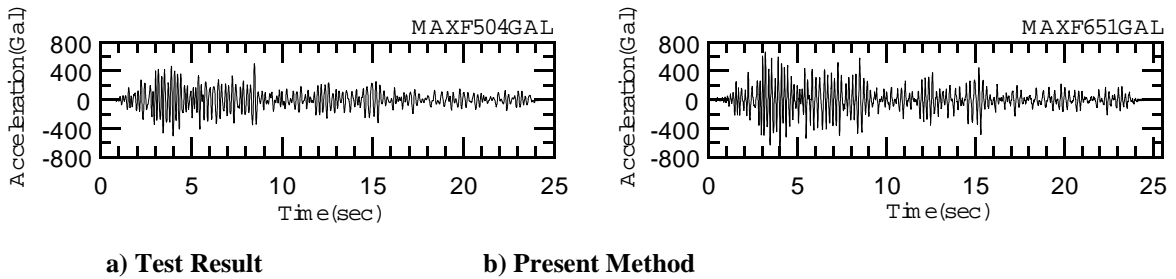 MAXF504GAL
Acceleration(Gal)
800
400
0
-400
-800
0 5 10 15 20 25
Time(sec)
MAXF651GAL
Acceleration(Gal)
800
400
0
-400
-800
0 5 10 15 20 25
Time(sec)
a) Test Result
b) Present Method